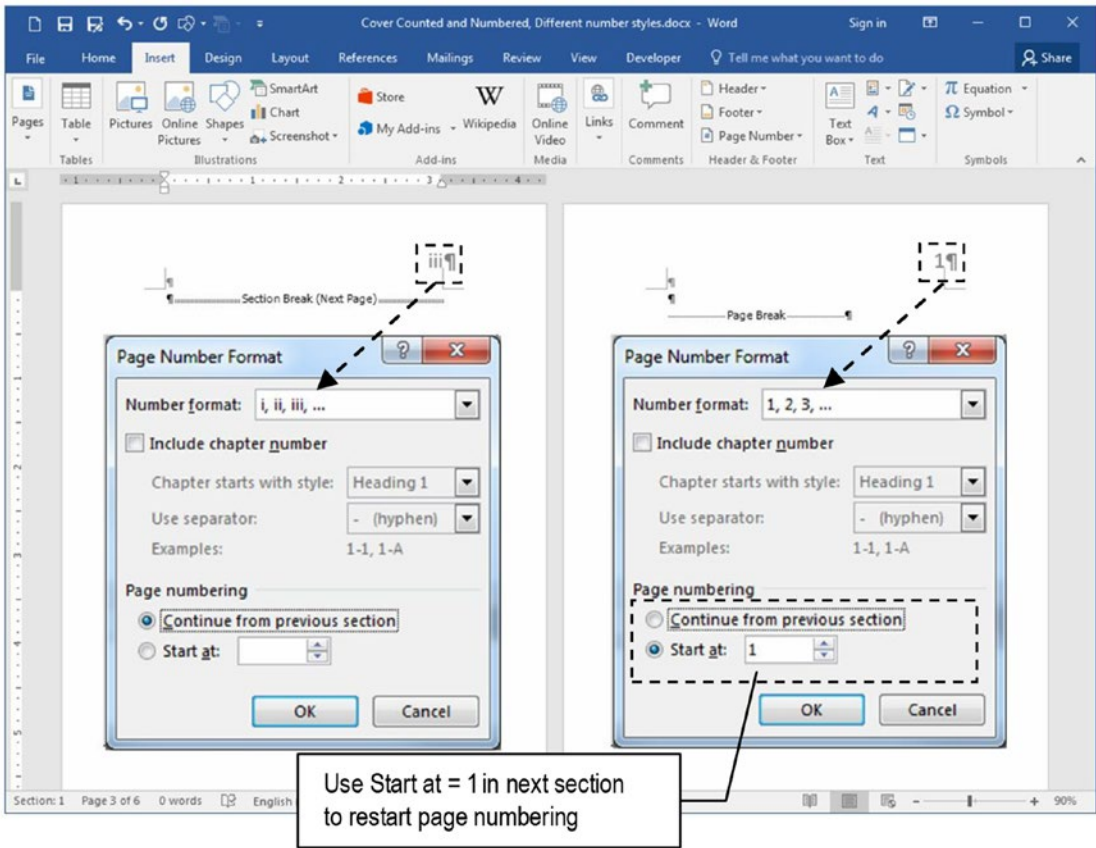 Cover Counted and Numbered, Different number styles.docx - Word Sign in
File Home Insert Design Layout References Mailings Review View Developer Tell me what you want to do Share
Pages
Table
Tables
Pictures Online Pictures Shapes
SmartArt
Chart
Screenshot
Illustrations
Store
My Add-ins
Wikipedia
Add-ins
Online Video
Media
Links
Comment
Comments
Header
Footer
Page Number
Header & Footer
Text Box
Text
π Equation
Ω Symbol
Symbols
1 1 2 3 4
iii¶
¶
¶ Section Break (Next Page)
Page Number Format
Number format: i, ii, iii, ...
Include chapter number
Chapter starts with style: Heading 1
Use separator: - (hyphen)
Examples: 1-1, 1-A
Page numbering
Continue from previous section
Start at:
OK Cancel
1¶
¶
¶
Page Break ¶
Page Number Format
Number format: 1, 2, 3, ...
Include chapter number
Chapter starts with style: Heading 1
Use separator: - (hyphen)
Examples: 1-1, 1-A
Page numbering
Continue from previous section
Start at: 1
OK Cancel
Use Start at = 1 in next section
to restart page numbering
Section: 1 Page 3 of 6 0 words English 90%